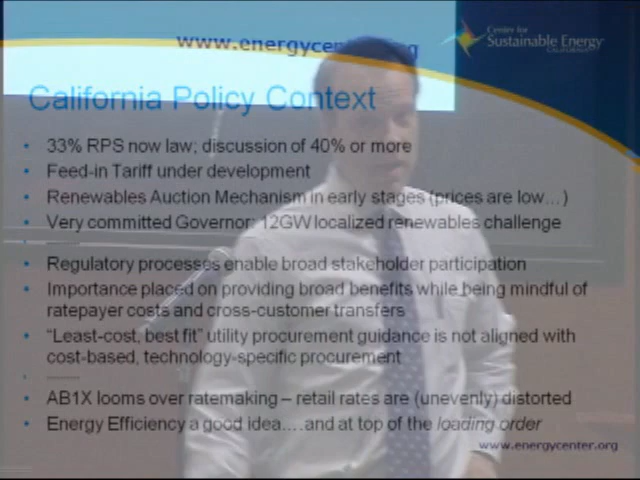 www.energycenter.org
Center for
Sustainable Energy
CALIFORNIA
California Policy Context
• 33% RPS now law; discussion of 40% or more
• Feed-in Tariff under development
• Renewables Auction Mechanism in early stages (prices are low…)
• Very committed Governor: 12GW localized renewables challenge
• Regulatory processes enable broad stakeholder participation
• Importance placed on providing broad benefits while being mindful of
ratepayer costs and cross-customer transfers
• “Least-cost, best fit” utility procurement guidance is not aligned with
cost-based, technology-specific procurement
• AB1X looms over ratemaking – retail rates are (unevenly) distorted
• Energy Efficiency a good idea….and at top of the loading order
www.energycenter.org